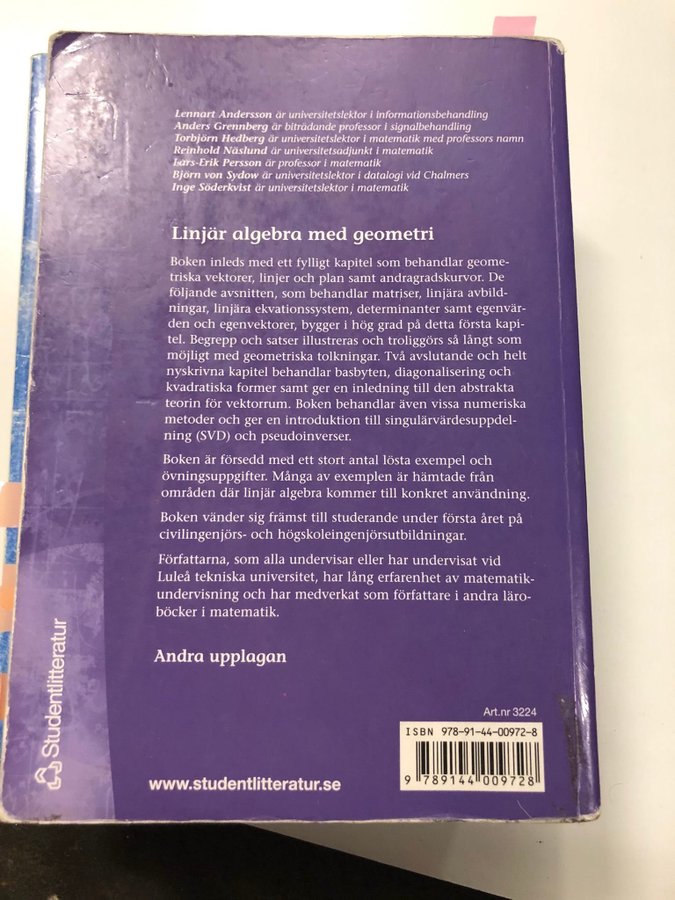 Lennart Andersson är universitetslektor i informationsbehandling
Anders Grennberg är biträdande professor i signalbehandling
Torbjörn Hedberg är universitetslektor i matematik med professors namn
Reinhold Näslund är universitetsadjunkt i matematik
Lars-Erik Persson är professor i matematik
Björn von Sydow är universitetslektor i datalogi vid Chalmers
Inge Söderkvist är universitetslektor i matematik
Linjär algebra med geometri
Boken inleds med ett fylligt kapitel som behandlar geome-
triska vektorer, linjer och plan samt andragradskurvor. De
följande avsnitten, som behandlar matriser, linjära avbild-
ningar, linjära ekvationssystem, determinanter samt egenvär-
den och egenvektorer, bygger i hög grad på detta första kapi-
tel. Begrepp och satser illustreras och troliggörs så långt som
möjligt med geometriska tolkningar. Två avslutande och helt
nyskrivna kapitel behandlar basbyten, diagonalisering och
kvadratiska former samt ger en inledning till den abstrakta
teorin för vektorrum. Boken behandlar även vissa numeriska
metoder och ger en introduktion till singulärvärdesuppdel-
ning (SVD) och pseudoinverser.
Boken är försedd med ett stort antal lösta exempel och
övningsuppgifter. Många av exemplen är hämtade från
områden där linjär algebra kommer till konkret användning.
Boken vänder sig främst till studerande under första året på
civilingenjörs- och högskoleingenjörsutbildningar.
Författarna, som alla undervisar eller har undervisat vid
Luleå tekniska universitet, har lång erfarenhet av matematik-
undervisning och har medverkat som författare i andra läro-
böcker i matematik.
Andra upplagan
Studentlitteratur
Art.nr 3224
ISBN 978-91-44-00972-8
9 789144 009728
www.studentlitteratur.se